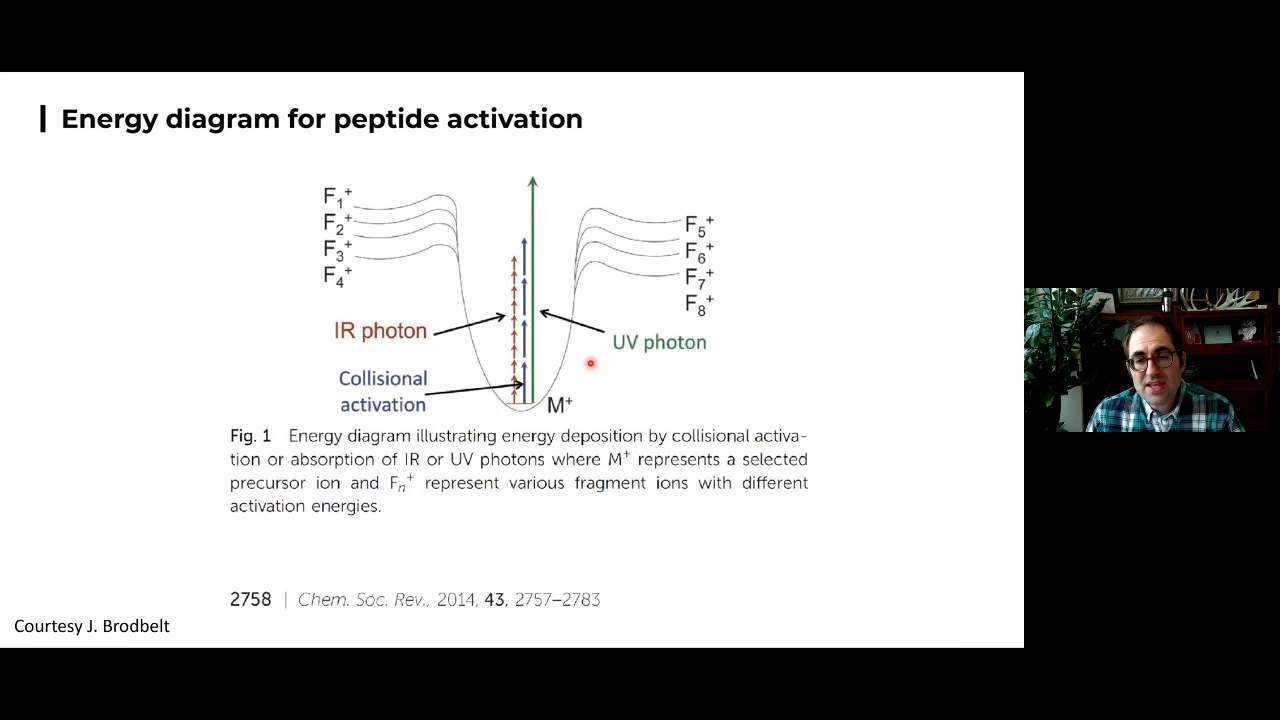 Energy diagram for peptide activation
F₁⁺
F₂⁺
F₃⁺
F₄⁺
F₅⁺
F₆⁺
F₇⁺
F₈⁺
IR photon
UV photon
Collisional
activation
M⁺
Fig. 1 Energy diagram illustrating energy deposition by collisional activa-
tion or absorption of IR or UV photons where M⁺ represents a selected
precursor ion and Fₙ⁺ represent various fragment ions with different
activation energies.
2758 | Chem. Soc. Rev., 2014, 43, 2757–2783
Courtesy J. Brodbelt